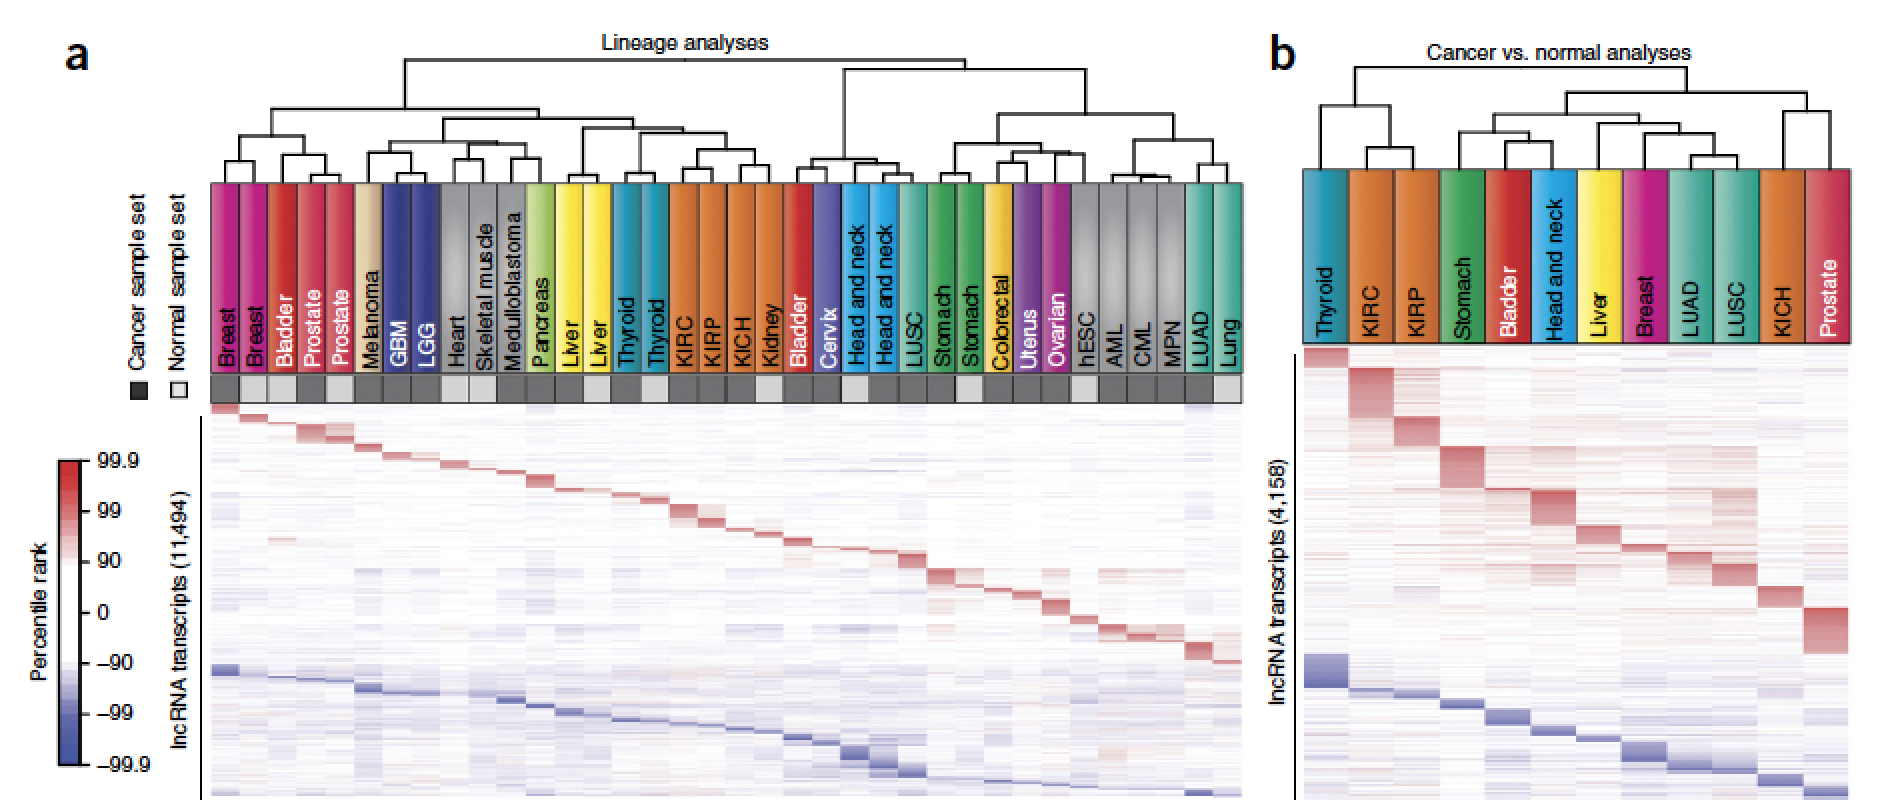 a
Lineage analyses
Cancer sample set
Normal sample set
Breast
Breast
Bladder
Prostate
Prostate
Melanoma
GBM
LGG
Heart
Skeletal muscle
Medulloblastoma
Pancreas
Liver
Liver
Thyroid
Thyroid
KIRC
KIRP
KICH
Kidney
Bladder
Cervix
Head and neck
Head and neck
LUSC
Stomach
Stomach
Colorectal
Uterus
Ovarian
hESC
AML
CML
MPN
LUAD
Lung
Percentile rank
99.9
99
90
0
–90
–99
–99.9
lncRNA transcripts (11,494)
b
Cancer vs. normal analyses
Thyroid
KIRC
KIRP
Stomach
Bladder
Head and neck
Liver
Breast
LUAD
LUSC
KICH
Prostate
lncRNA transcripts (4,158)